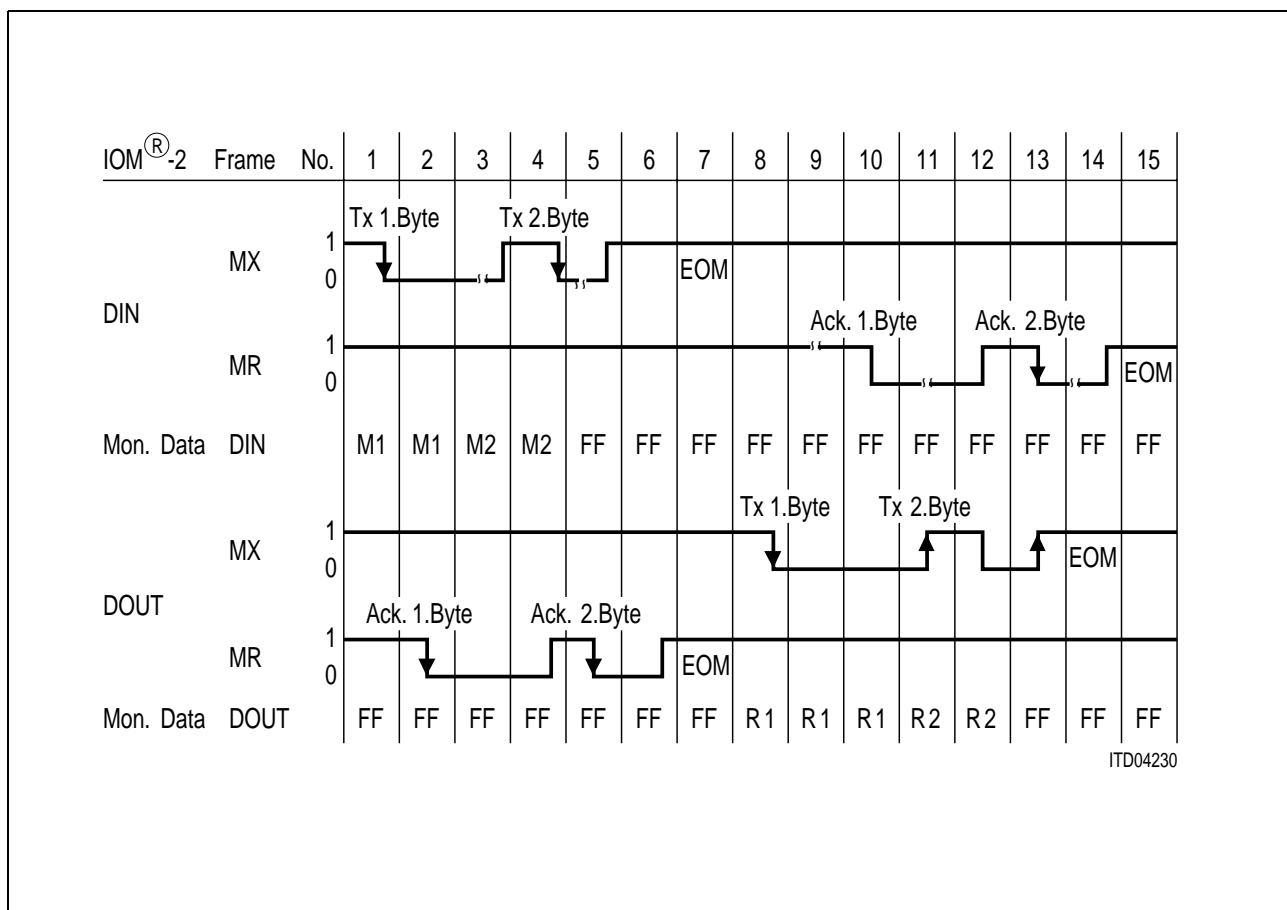 IOM®-2 Frame No. 1 2 3 4 5 6 7 8 9 10 11 12 13 14 15
Tx 1.Byte Tx 2.Byte
MX 1
0 EOM
DIN
Ack. 1.Byte Ack. 2.Byte
MR 1
0 EOM
Mon. Data DIN M1 M1 M2 M2 FF FF FF FF FF FF FF FF FF FF FF
Tx 1.Byte Tx 2.Byte
MX 1
0 EOM
DOUT
Ack. 1.Byte Ack. 2.Byte
MR 1
0 EOM
Mon. Data DOUT FF FF FF FF FF FF FF R1 R1 R1 R2 R2 FF FF FF
ITD04230